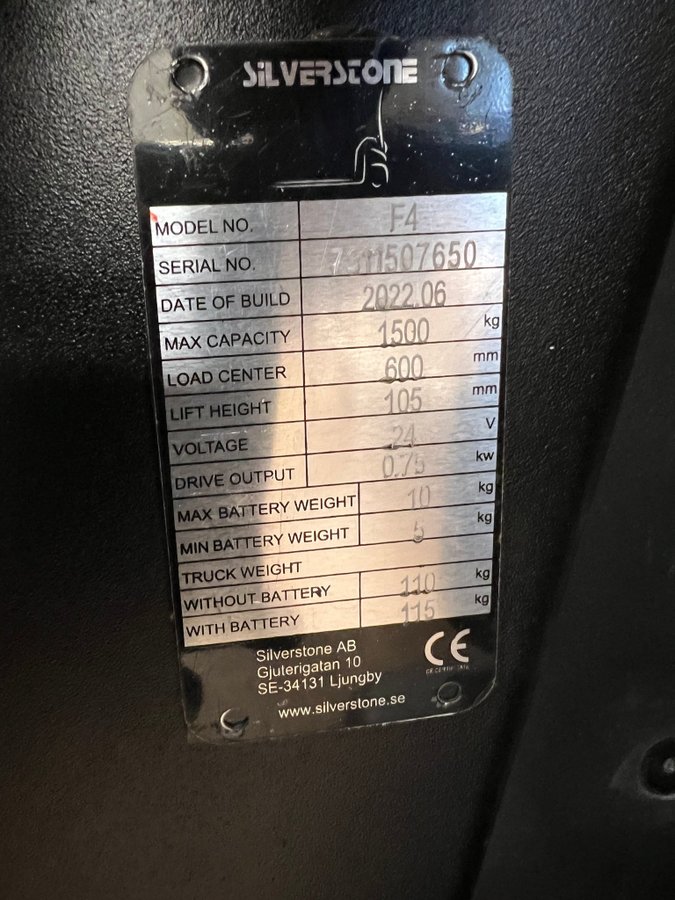 SiLVERSTONE
MODEL NO. F4
SERIAL NO.
DATE OF BUILD 2022.06
MAX CAPACITY 1500 kg
LOAD CENTER 600 mm
LIFT HEIGHT 105 mm
VOLTAGE 24 V
DRIVE OUTPUT 0.75 kw
MAX BATTERY WEIGHT 10 kg
MIN BATTERY WEIGHT 5 kg
TRUCK WEIGHT
WITHOUT BATTERY 110 kg
WITH BATTERY 115 kg
Silverstone AB
Gjuterigatan 10
SE-34131 Ljungby
www.silverstone.se
CE